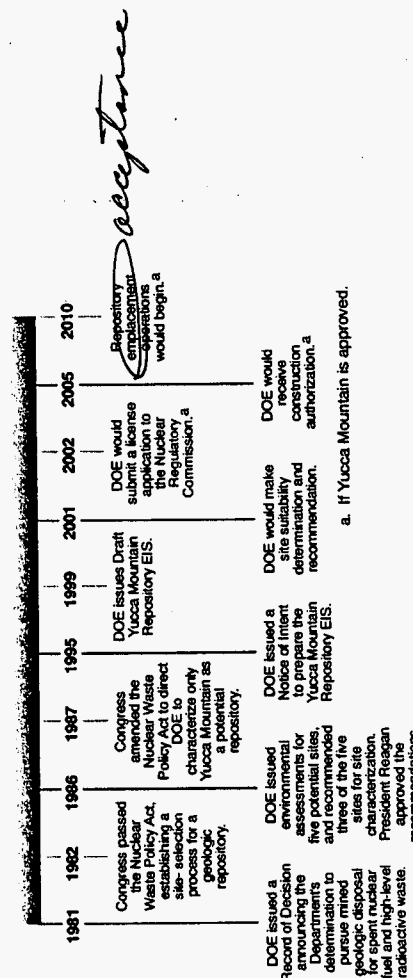 1981 1982 1986 1987 1995 1999 2001 2002 2005 2010
Congress passed
the Nuclear
Waste Policy Act,
establishing a
site- selection
process for a
geologic
repository.
Congress
amended the
Nuclear Waste
Policy Act to direct
DOE to
characterize only
Yucca Mountain as
a potential
repository.
DOE issues Draft
Yucca Mountain
Repository EIS.
DOE would
submit a license
application to
the Nuclear
Regulatory
Commission.a
Repository
emplacement
operations
would begin.a
acceptance
DOE issued a
Record of Decision
announcing the
Department's
determination to
pursue mined
geologic disposal
for spent nuclear
fuel and high-level
radioactive waste.
DOE issued
environmental
assessments for
five potential sites,
and recommended
three of the five
sites for site
characterization.
President Reagan
approved the
recommendations.
DOE issued a
Notice of Intent
to prepare the
Yucca Mountain
Repository EIS.
DOE would make
site suitability
determination and
recommendation.
DOE would
receive
construction
authorization.a
a. If Yucca Mountain is approved.